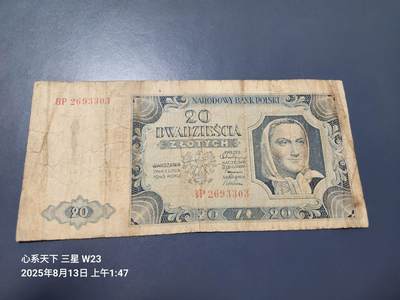 NARODOWY BANK POLSKI
BP 2693303
20
DWADZIEŚCIA
ZŁOTYCH
WARSZAWA
BP 2693303
20
20 ZŁ 20
心系天下 三星 W23
2025年8月13日 上午1:47